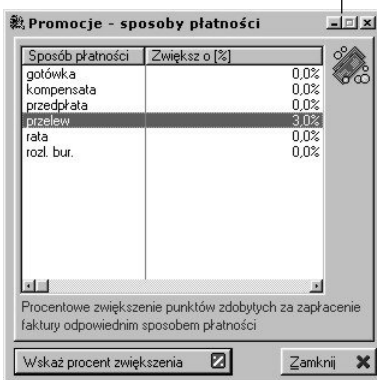 Promocje - sposoby płatności
Sposób płatności Zwiększ o [%]
gotówka 0,0%
kompensata 0,0%
przedpłata 0,0%
przelew 3,0%
rata 0,0%
rozl. bur. 0,0%
Procentowe zwiększenie punktów zdobytych za zapłacenie
faktury odpowiednim sposobem płatności
Wskaż procent zwiększenia Zamknij